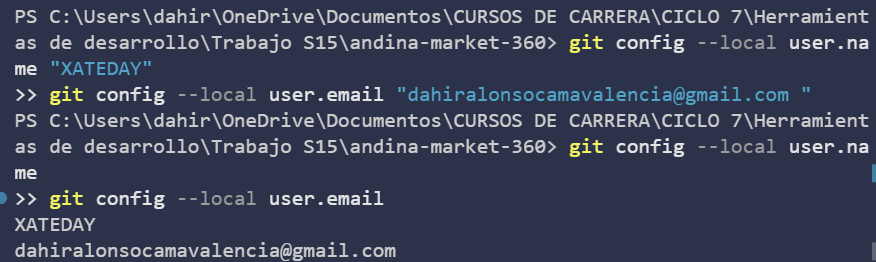 PS C:\Users\dahir\OneDrive\Documentos\CURSOS DE CARRERA\CICLO 7\Herramient
as de desarrollo\Trabajo S15\andina-market-360> git config --local user.na
me "XATEDAY"
>> git config --local user.email "dahiralonsocamavalencia@gmail.com "
PS C:\Users\dahir\OneDrive\Documentos\CURSOS DE CARRERA\CICLO 7\Herramient
as de desarrollo\Trabajo S15\andina-market-360> git config --local user.na
me
>> git config --local user.email
XATEDAY
dahiralonsocamavalencia@gmail.com